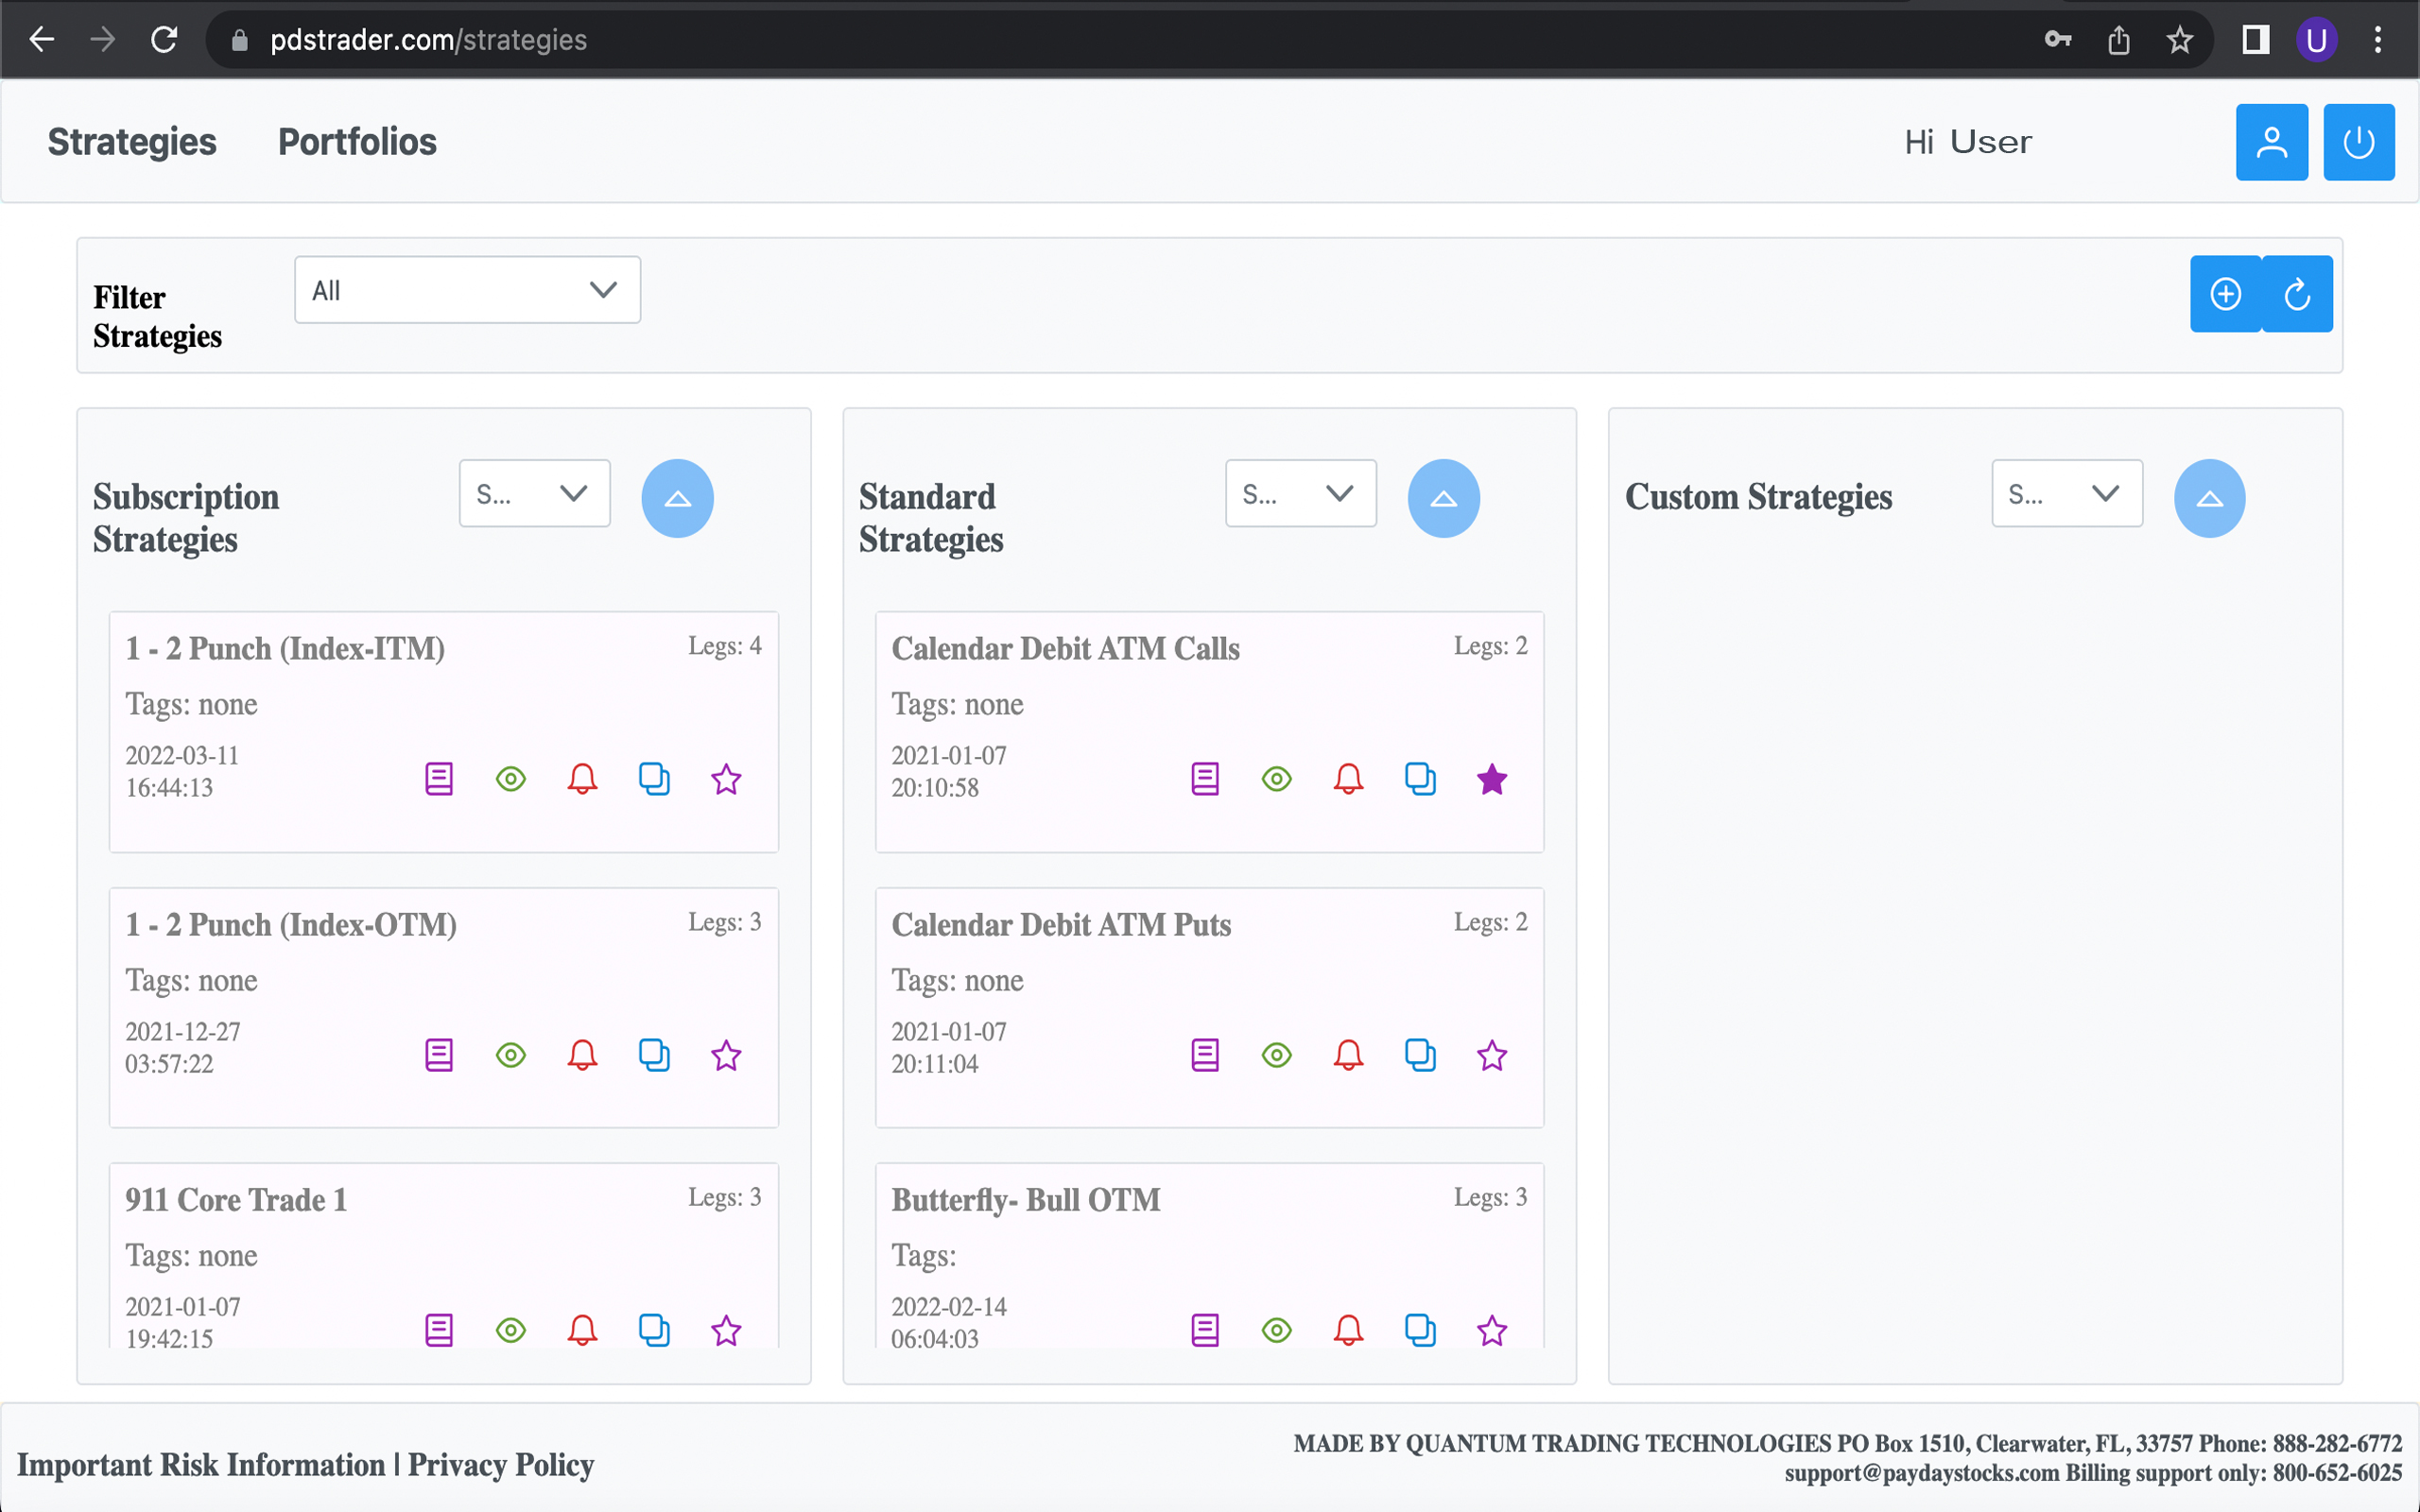 pdstrader.com/strategies
U
Strategies
Portfolios
Hi User
Filter
Strategies
All
Subscription
Strategies
S...
1 - 2 Punch (Index-ITM)
Legs: 4
Tags: none
2022-03-11
16:44:13
1 - 2 Punch (Index-OTM)
Legs: 3
Tags: none
2021-12-27
03:57:22
911 Core Trade 1
Legs: 3
Tags: none
2021-01-07
19:42:15
Standard
Strategies
S...
Calendar Debit ATM Calls
Legs: 2
Tags: none
2021-01-07
20:10:58
Calendar Debit ATM Puts
Legs: 2
Tags: none
2021-01-07
20:11:04
Butterfly- Bull OTM
Legs: 3
Tags:
2022-02-14
06:04:03
Custom Strategies
S...
Important Risk Information | Privacy Policy
MADE BY QUANTUM TRADING TECHNOLOGIES PO Box 1510, Clearwater, FL, 33757 Phone: 888-282-6772
support@paydaystocks.com Billing support only: 800-652-6025